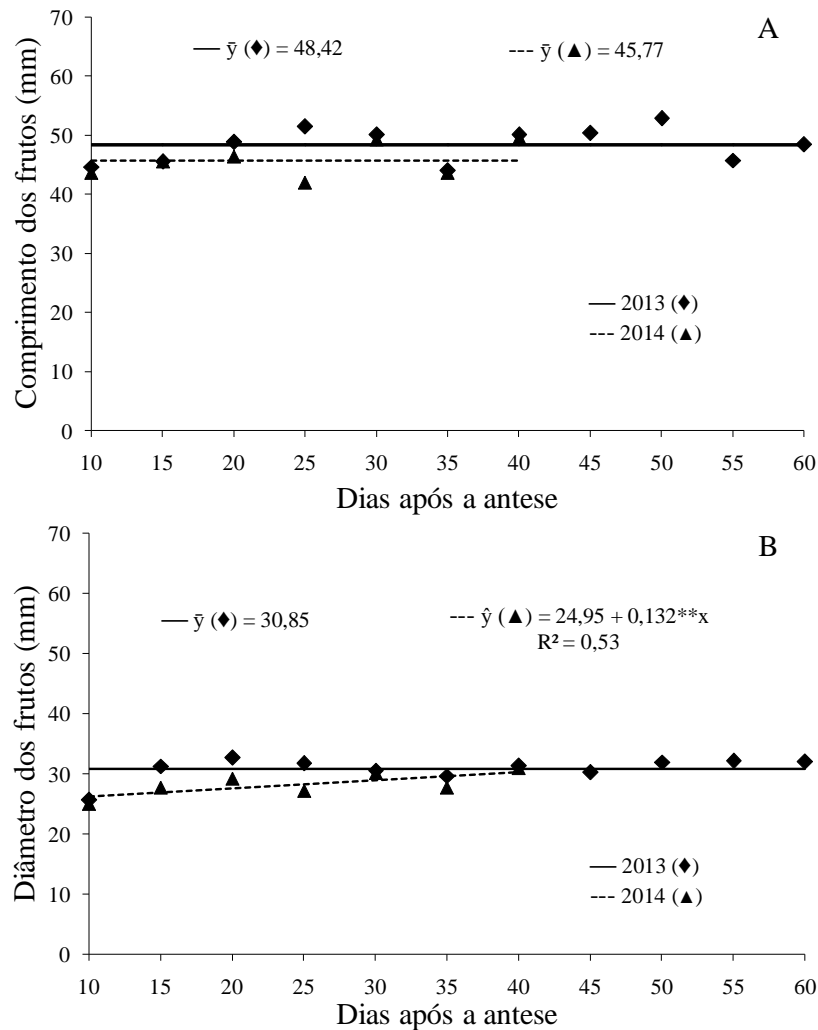 A
ȳ (♦) = 48,42
ȳ (▲) = 45,77
Comprimento dos frutos (mm)
70
60
50
40
30
20
10
0
2013 (♦)
2014 (▲)
10 15 20 25 30 35 40 45 50 55 60
Dias após a antese
B
ȳ (♦) = 30,85
ŷ (▲) = 24,95 + 0,132**x
R² = 0,53
Diâmetro dos frutos (mm)
70
60
50
40
30
20
10
0
2013 (♦)
2014 (▲)
10 15 20 25 30 35 40 45 50 55 60
Dias após a antese